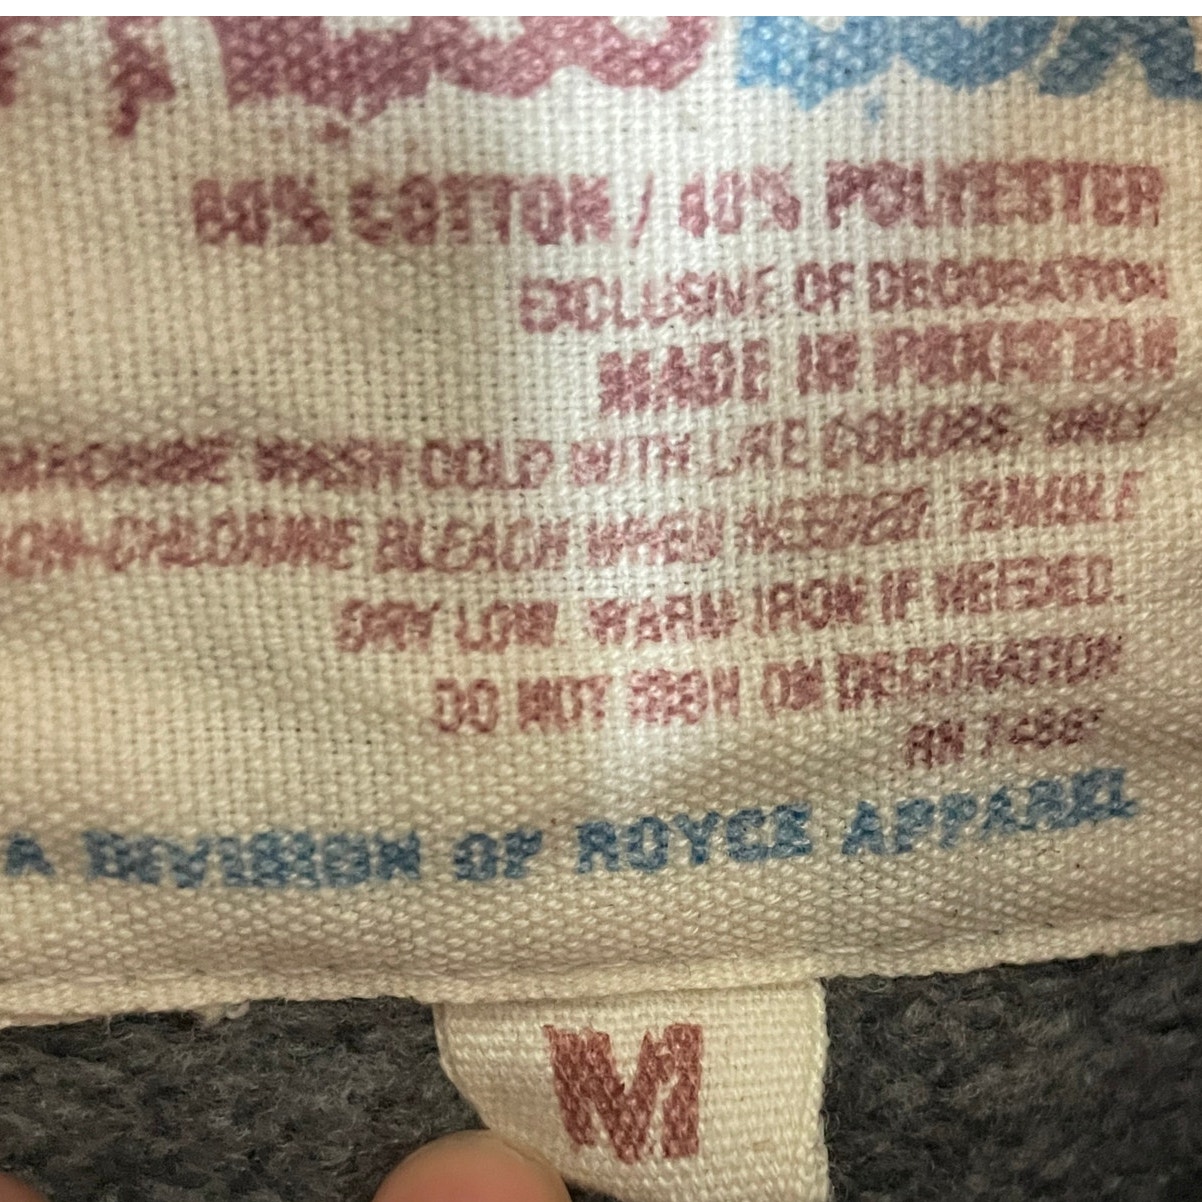 60% COTTON / 40% POLYESTER
EXCLUSIVE OF DECORATION
MADE IN PAKISTAN
MACHINE WASH COLD WITH LIKE COLORS. ONLY
NON-CHLORINE BLEACH WHEN NEEDED. TUMBLE
DRY LOW. WARM IRON IF NEEDED.
DO NOT IRON ON DECORATION
RN
A DIVISION OF ROYCE APPAREL
M